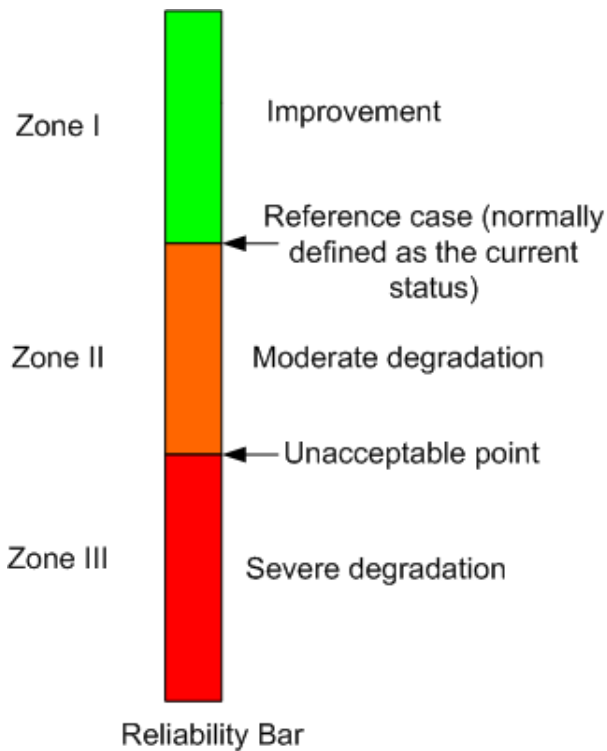 Zone I
Improvement
Reference case (normally
defined as the current
status)
Zone II
Moderate degradation
Unacceptable point
Zone III
Severe degradation
Reliability Bar